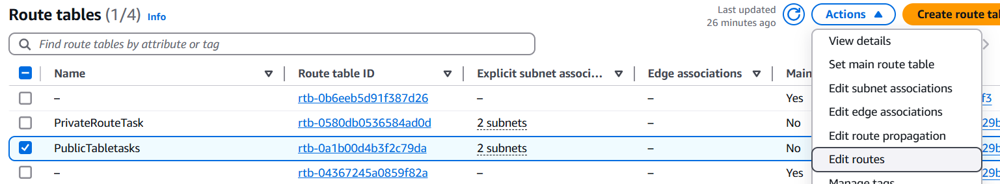 Route tables (1/4) Info
Last updated
26 minutes ago
Actions
Create route tal
Find route tables by attribute or tag
View details
Set main route table
Edit subnet associations
Edit edge associations
Edit route propagation
Edit routes
Manage tags
Name Route table ID Explicit subnet associ... Edge associations Main
– rtb-0b6eeb5d91f387d26 – – Yes f3
PrivateRouteTask rtb-0580db0536584ad0d 2 subnets – No 29b
PublicTabletasks rtb-0a1b00d4b3f2c79da 2 subnets – No 29b
– rtb-04367245a0859f82a – – Yes 29b